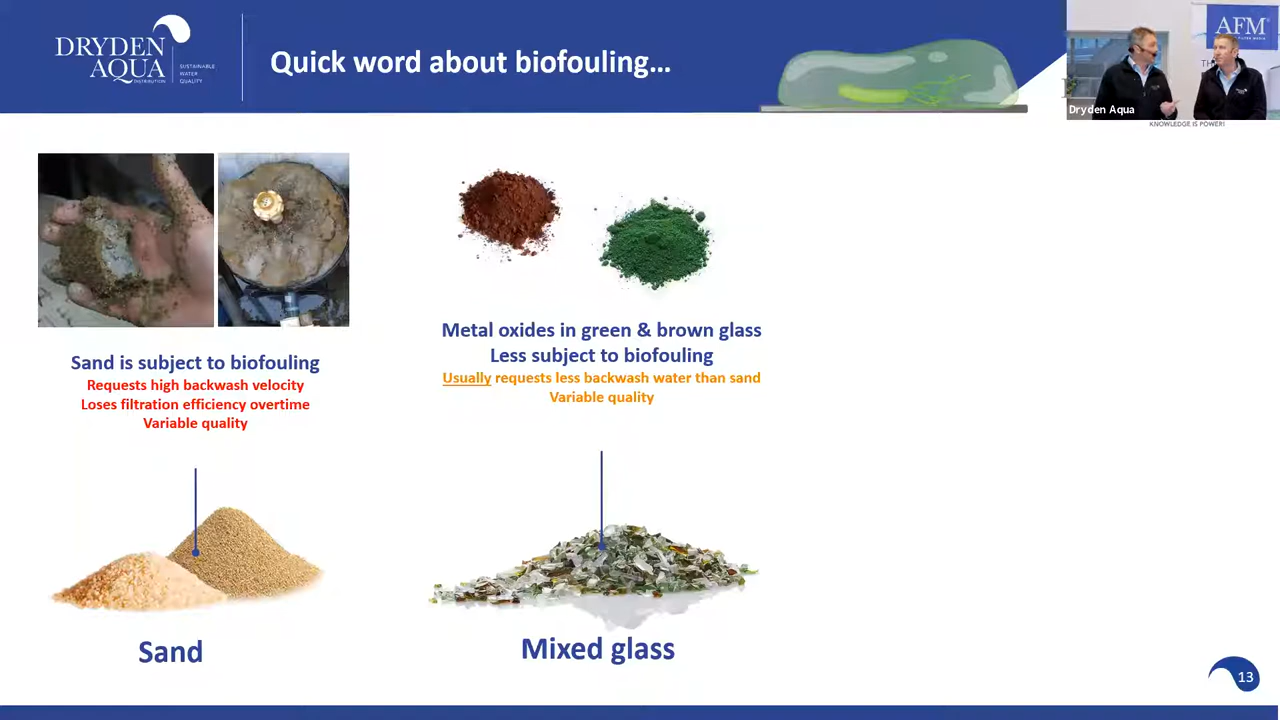 DRYDEN
AQUA
DISTRIBUTION
SUSTAINABLE
WATER
QUALITY
Quick word about biofouling...
AFM
TH
Dryden Aqua
KNOWLEDGE IS POWER!
Sand is subject to biofouling
Requests high backwash velocity
Loses filtration efficiency overtime
Variable quality
Metal oxides in green & brown glass
Less subject to biofouling
Usually requests less backwash water than sand
Variable quality
Sand
Mixed glass
13